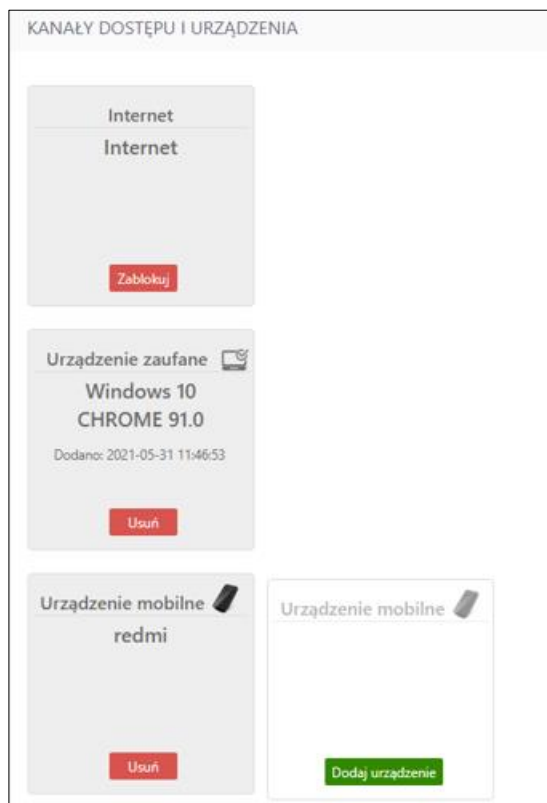 KANAŁY DOSTĘPU I URZĄDZENIA
Internet
Internet
Zablokuj
Urządzenie zaufane
Windows 10
CHROME 91.0
Dodano: 2021-05-31 11:46:53
Usuń
Urządzenie mobilne
redmi
Usuń
Urządzenie mobilne
Dodaj urządzenie